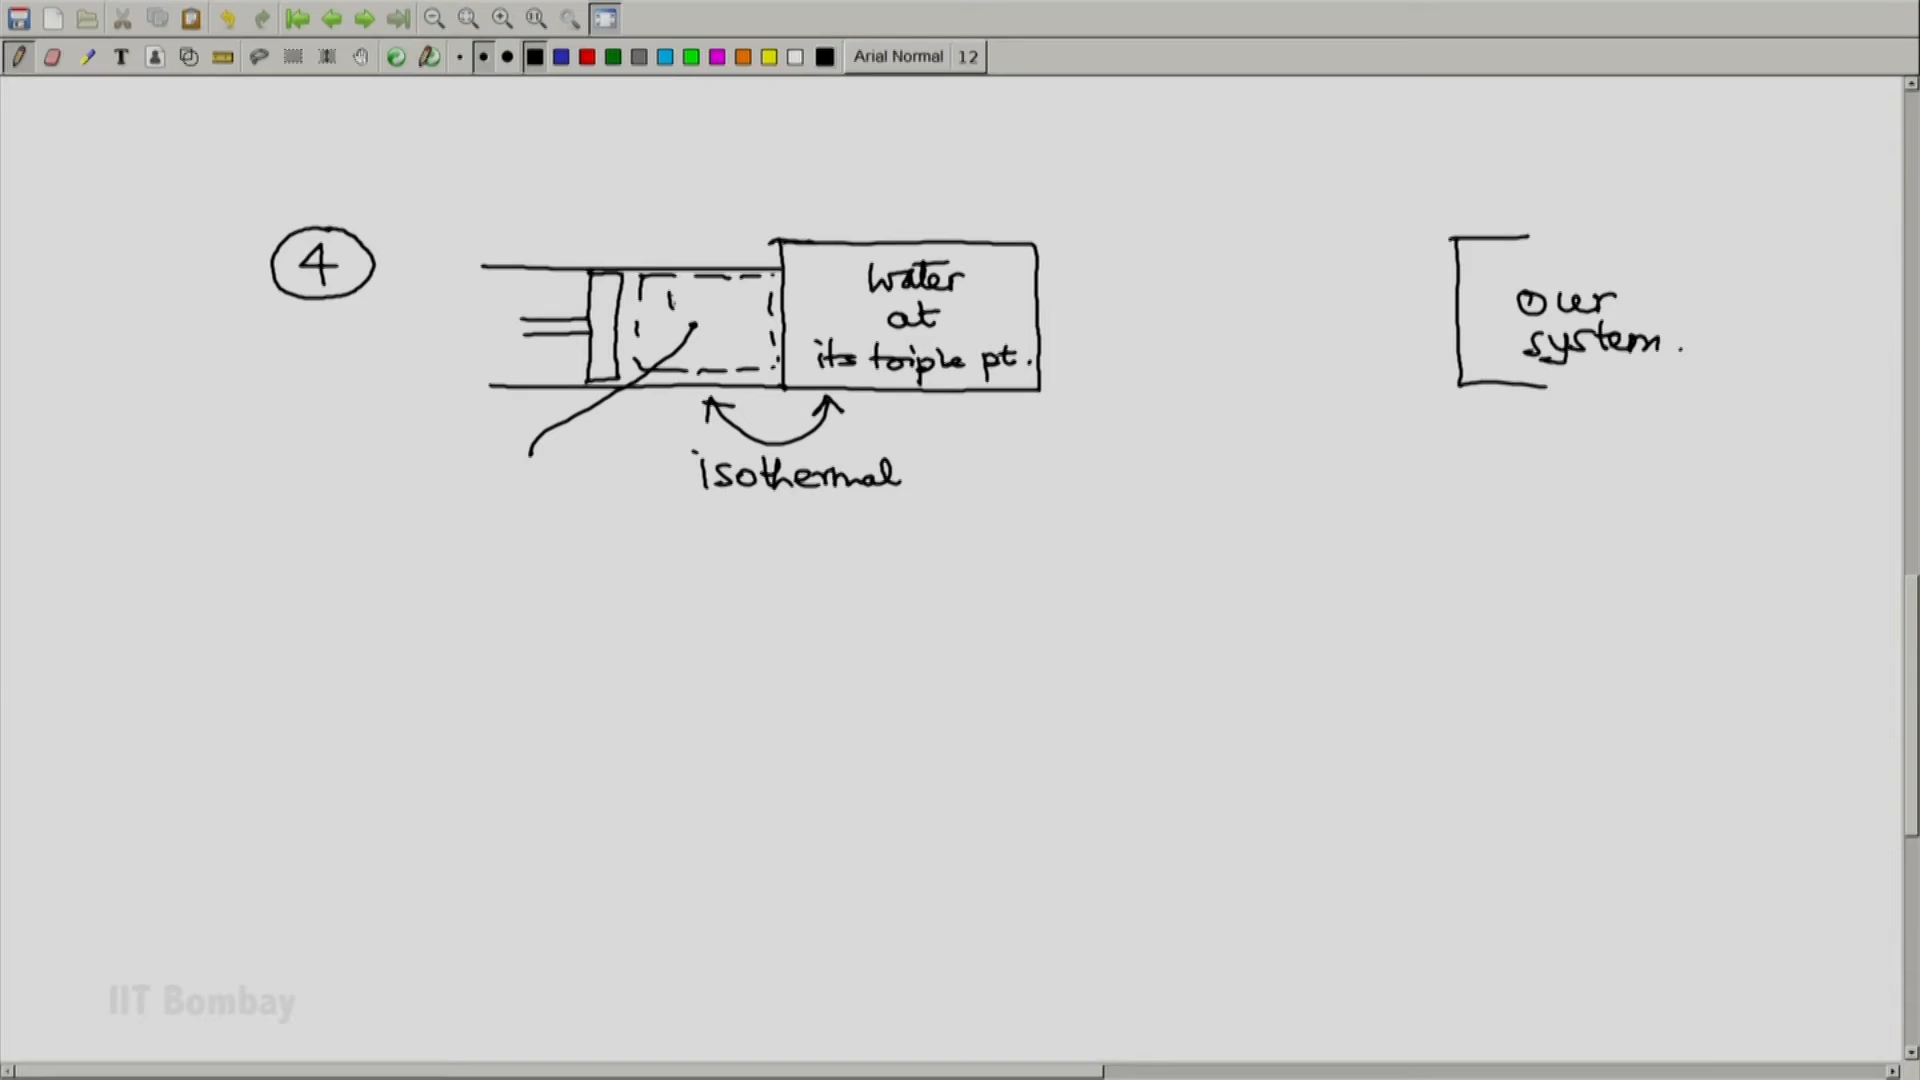 Arial Normal 12
4
Water
at
its triple pt.
Our
system.
isothermal
IIT Bombay